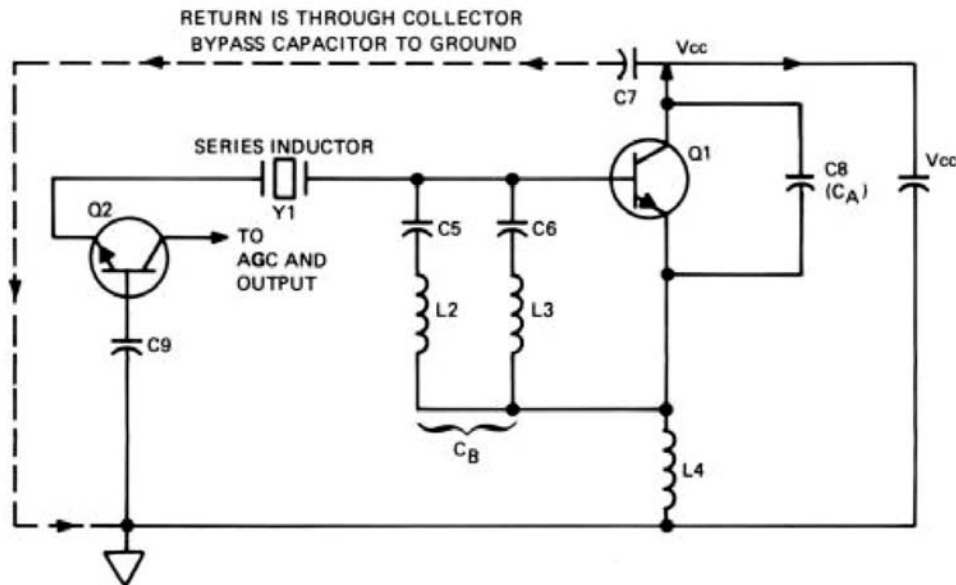 RETURN IS THROUGH COLLECTOR
BYPASS CAPACITOR TO GROUND
Vcc
C7
SERIES INDUCTOR
Q1
C8
(CA)
Vcc
Q2
Y1
TO
AGC AND
OUTPUT
C5
C6
L2
L3
C9
CB
L4